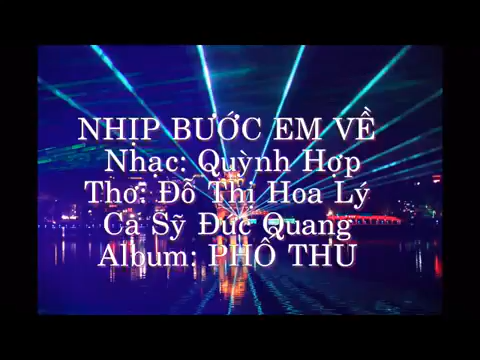 NHỊP BƯỚC EM VỀ
Nhạc: Quỳnh Hợp
Thơ: Đỗ Thị Hoa Lý
Ca Sỹ Đức Quang
Album: PHỐ THU